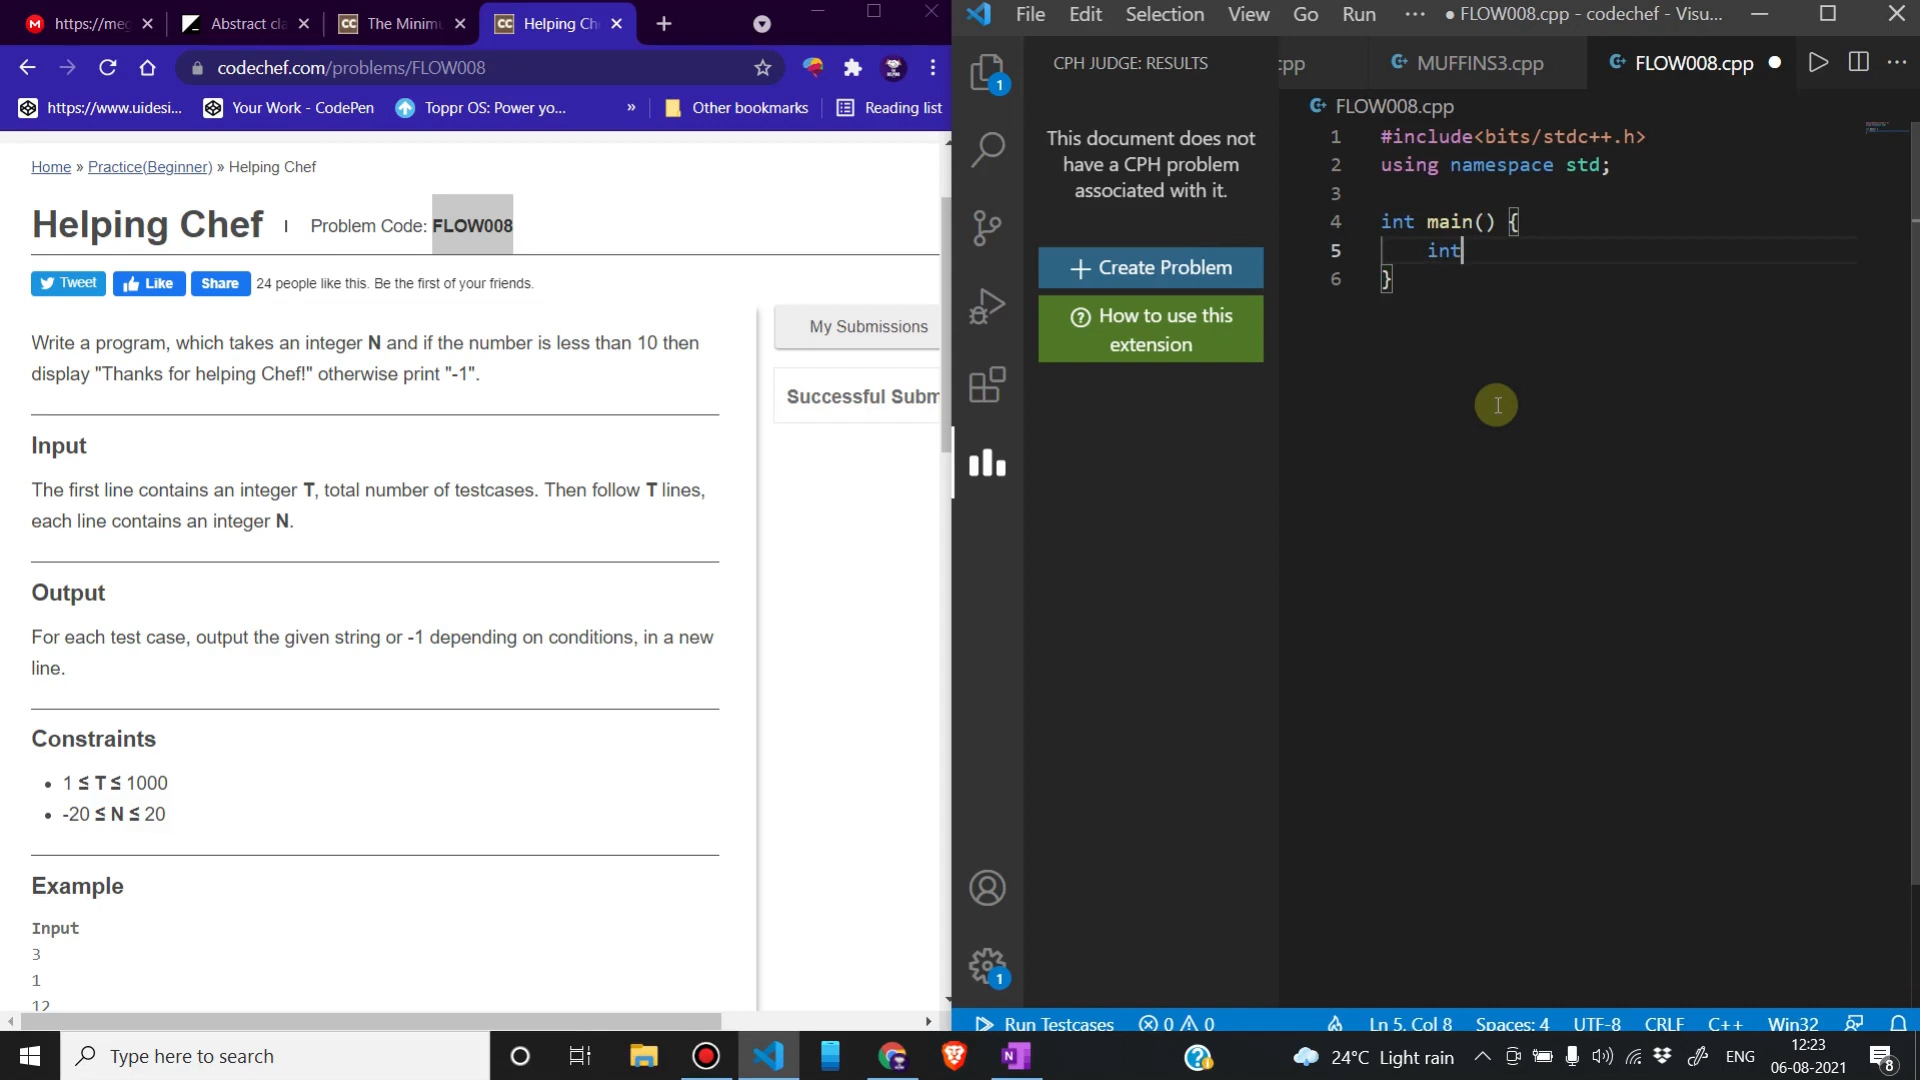 https://meg
Abstract cla
The Minimu
Helping Che
codechef.com/problems/FLOW008
https://www.uidesi...
Your Work - CodePen
Toppr OS: Power yo...
»
Other bookmarks
Reading list
Home » Practice(Beginner) » Helping Chef
Helping Chef
Problem Code: FLOW008
Tweet
Like
Share
24 people like this. Be the first of your friends.
Write a program, which takes an integer N and if the number is less than 10 then
display "Thanks for helping Chef!" otherwise print "-1".
My Submissions
Successful Subm
Input
The first line contains an integer T, total number of testcases. Then follow T lines,
each line contains an integer N.
Output
For each test case, output the given string or -1 depending on conditions, in a new
line.
Constraints
• 1 ≤ T ≤ 1000
• -20 ≤ N ≤ 20
Example
Input
3
1
12
File Edit Selection View Go Run ··· ● FLOW008.cpp - codechef - Visu...
CPH JUDGE: RESULTS
cpp
MUFFINS3.cpp
FLOW008.cpp
FLOW008.cpp
This document does not
have a CPH problem
associated with it.
+ Create Problem
How to use this
extension
1
1
1 #include<bits/stdc++.h>
2 using namespace std;
3
4 int main() {
5 int
6 }
Run Testcases
0
0
Ln 5, Col 8
Spaces: 4
UTF-8
CRLF
C++
Win32
Type here to search
24°C Light rain
ENG
12:23
06-08-2021
8